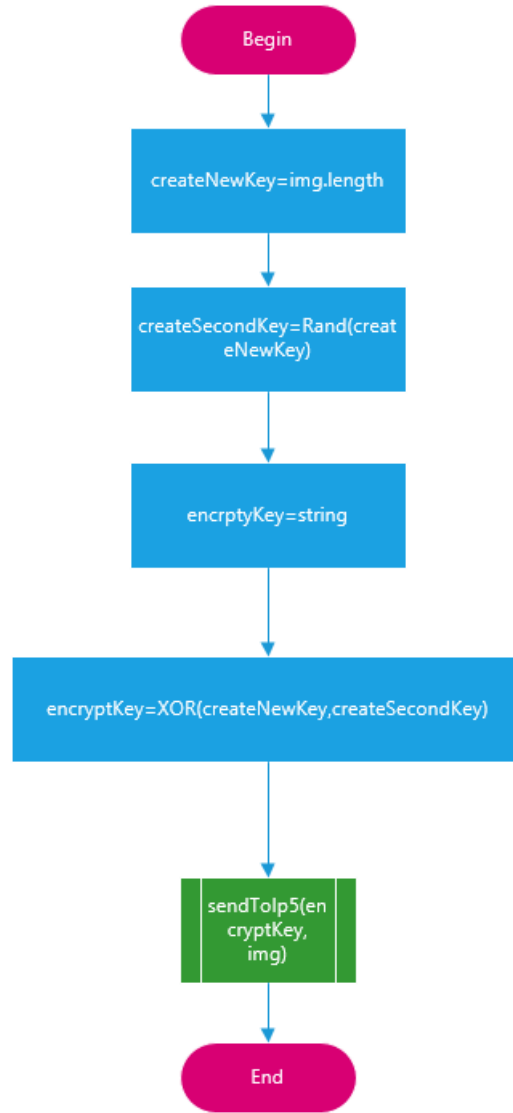 Begin
createNewKey=img.length
createSecondKey=Rand(creat
eNewKey)
encrptyKey=string
encryptKey=XOR(createNewKey,createSecondKey)
sendToIp5(en
cryptKey,
img)
End